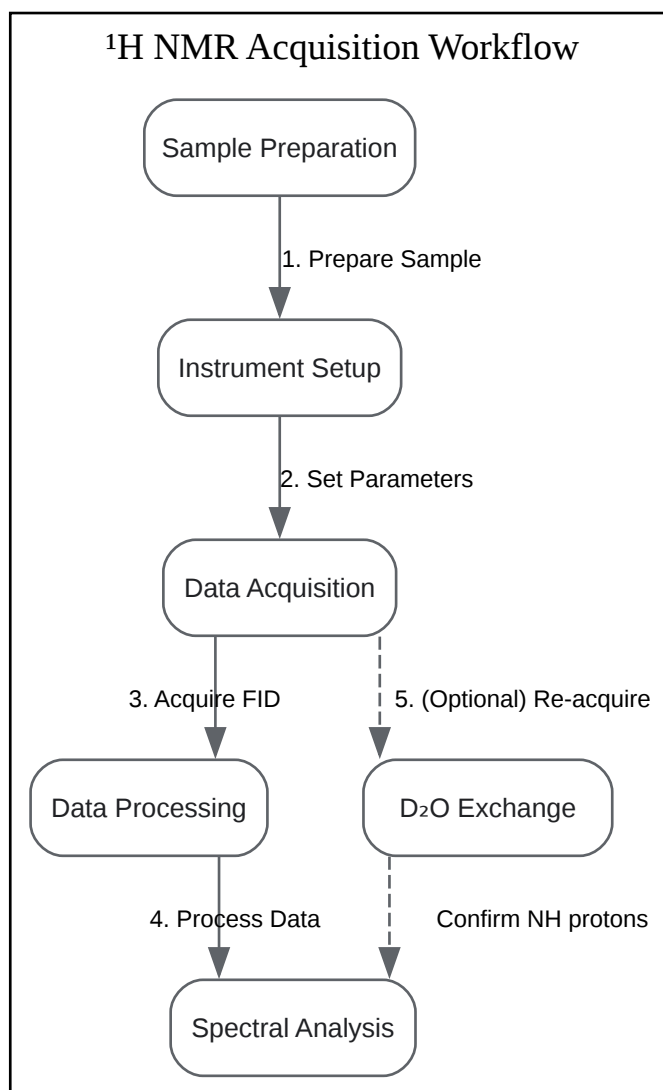 ¹H NMR Acquisition Workflow
Sample Preparation
1. Prepare Sample
Instrument Setup
2. Set Parameters
Data Acquisition
3. Acquire FID
5. (Optional) Re-acquire
Data Processing
D₂O Exchange
4. Process Data
Confirm NH protons
Spectral Analysis